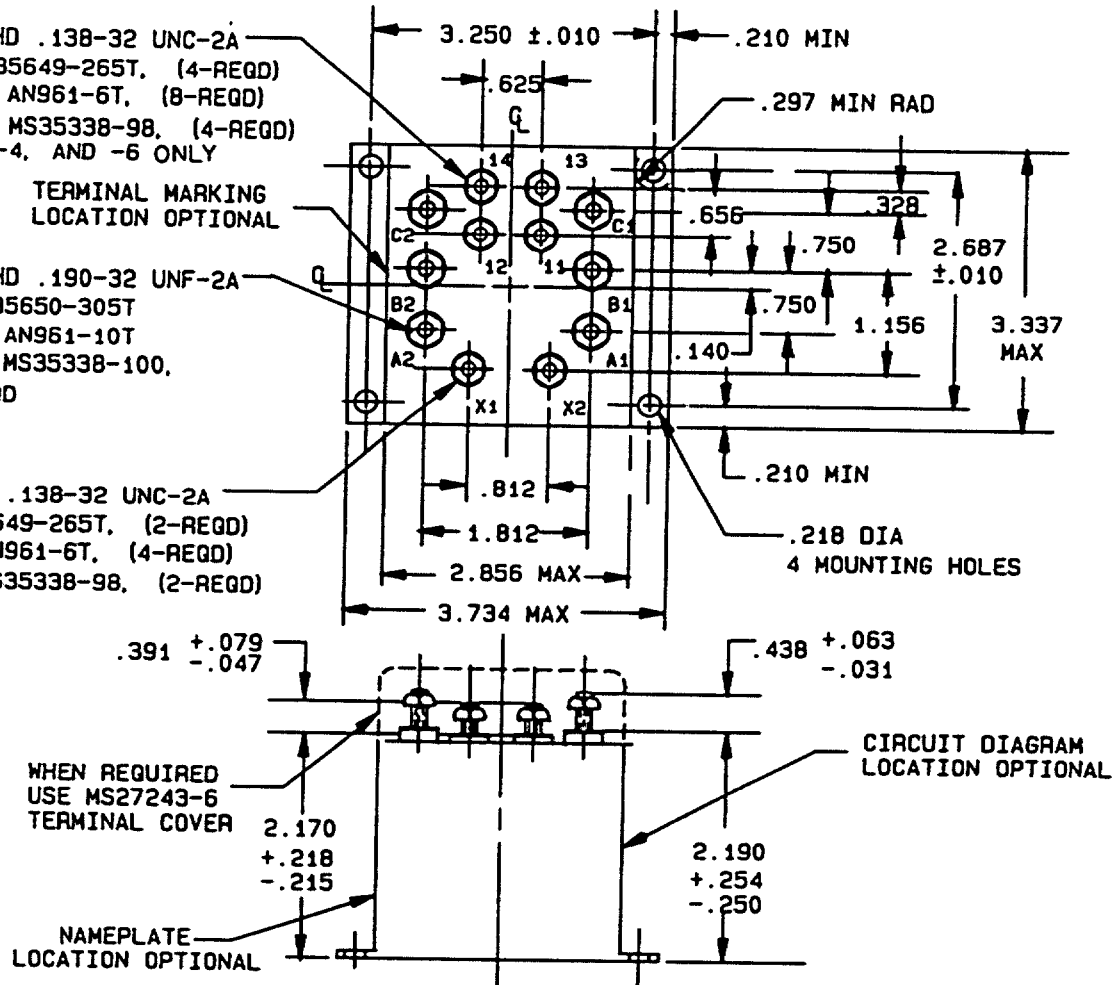 HD .138-32 UNC-2A
35649-265T, (4-REQD)
AN961-6T, (8-REQD)
MS35338-98, (4-REQD)
-4, AND -6 ONLY
TERMINAL MARKING
LOCATION OPTIONAL
HD .190-32 UNF-2A
35650-305T
AN961-10T
MS35338-100,
.138-32 UNC-2A
649-265T, (2-REQD)
961-6T, (4-REQD)
35338-98, (2-REQD)
3.250 ±.010
.210 MIN
.625
.297 MIN RAD
14
13
C2
C1
12
11
B2
B1
A2
A1
X1
X2
.656
.328
.750
2.687
±.010
.750
1.156
3.337
MAX
.140
.210 MIN
.812
1.812
2.856 MAX
3.734 MAX
.218 DIA
4 MOUNTING HOLES
.391 +.079
-.047
.438 +.063
-.031
WHEN REQUIRED
USE MS27243-6
TERMINAL COVER
CIRCUIT DIAGRAM
LOCATION OPTIONAL
2.170
+.218
-.215
2.190
+.254
-.250
NAMEPLATE
LOCATION OPTIONAL